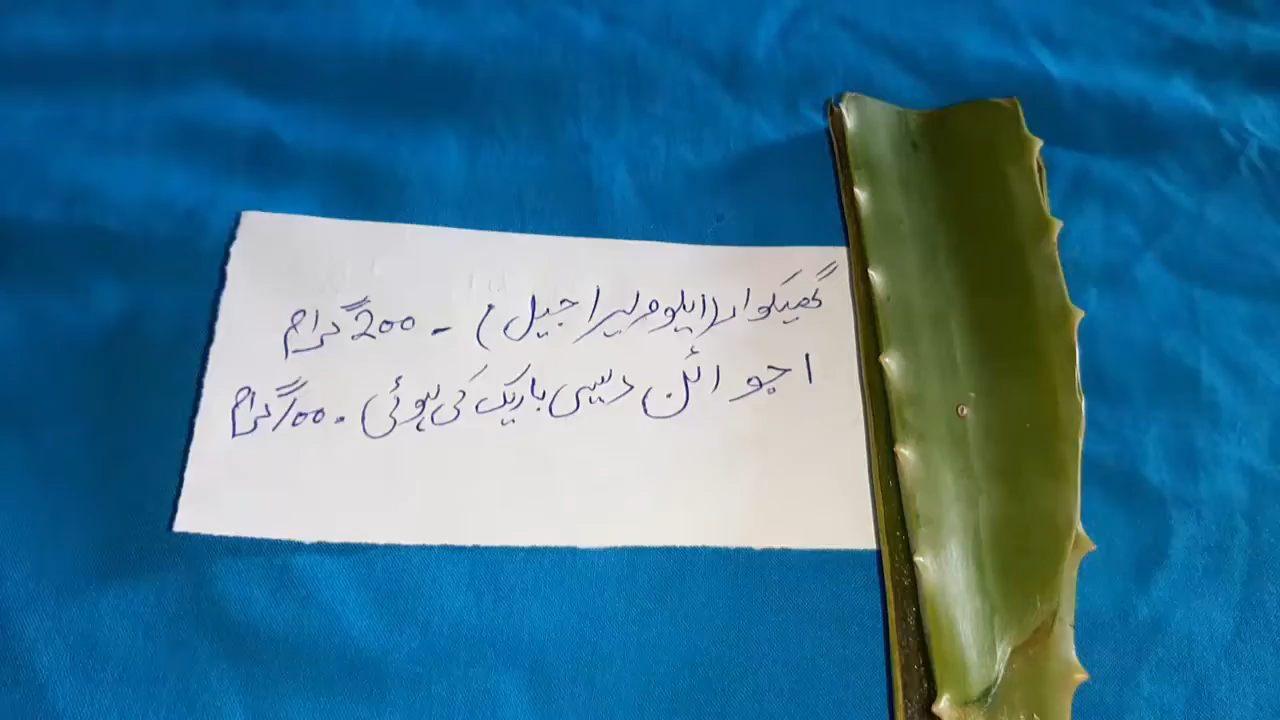 گھیکوار (ایلوویرا جیل) - 200 گرام
اجوائن دیسی باریک کی ہوئی - 100 گرام